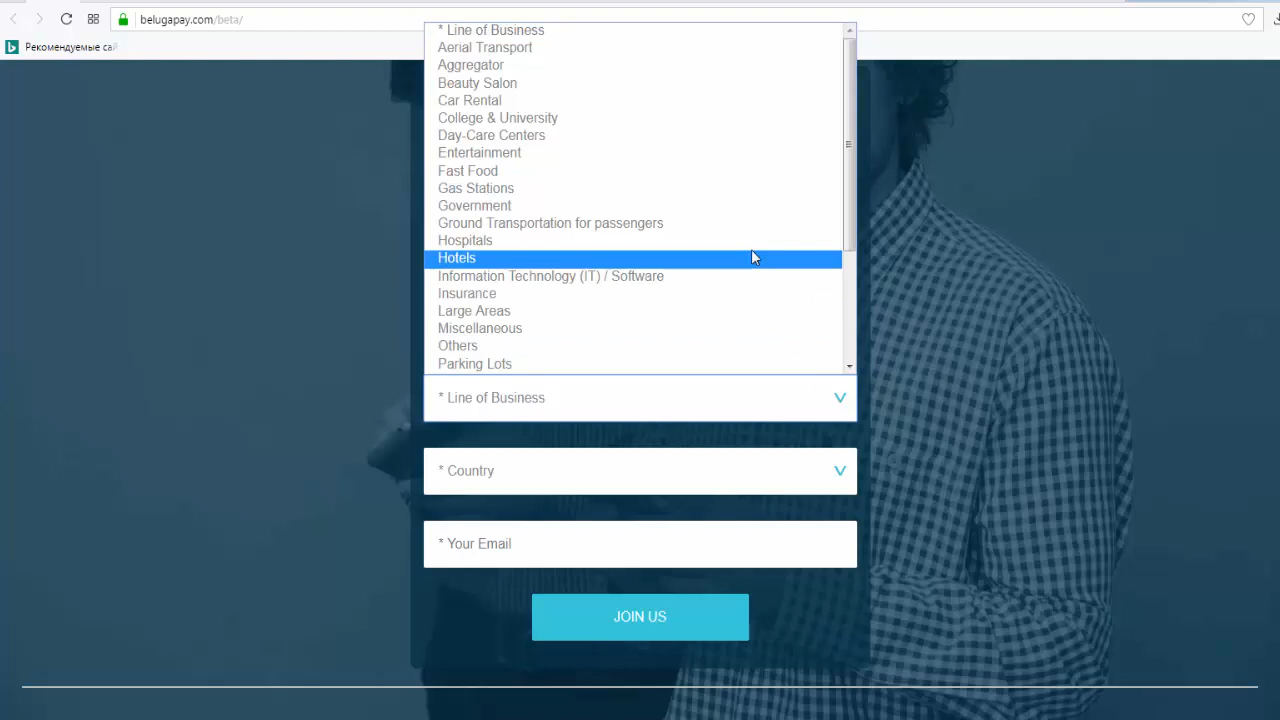 belugapay.com/beta/
Рекомендуемые сай
* Line of Business
Aerial Transport
Aggregator
Beauty Salon
Car Rental
College & University
Day-Care Centers
Entertainment
Fast Food
Gas Stations
Government
Ground Transportation for passengers
Hospitals
Hotels
Information Technology (IT) / Software
Insurance
Large Areas
Miscellaneous
Others
Parking Lots
* Line of Business
* Country
* Your Email
JOIN US